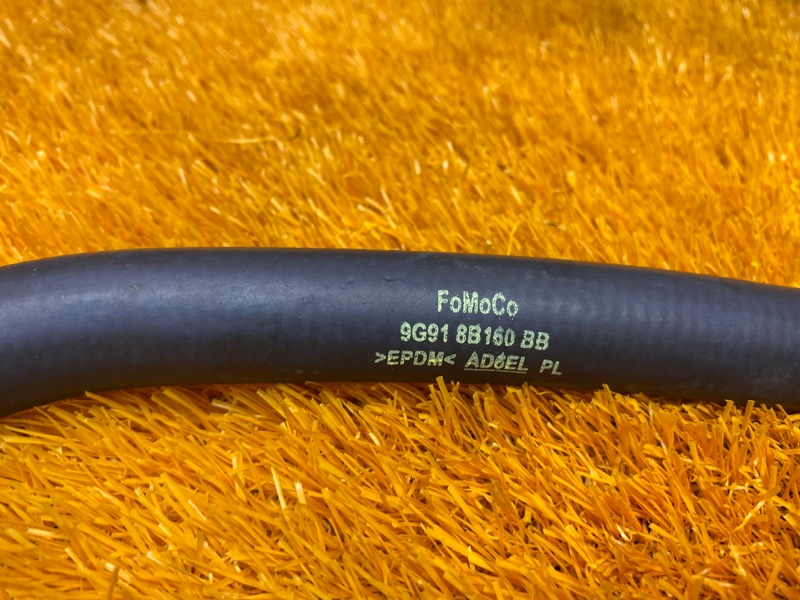 FoMoCo
9G91 8B160 BB
>EPDM< AD6EL PL